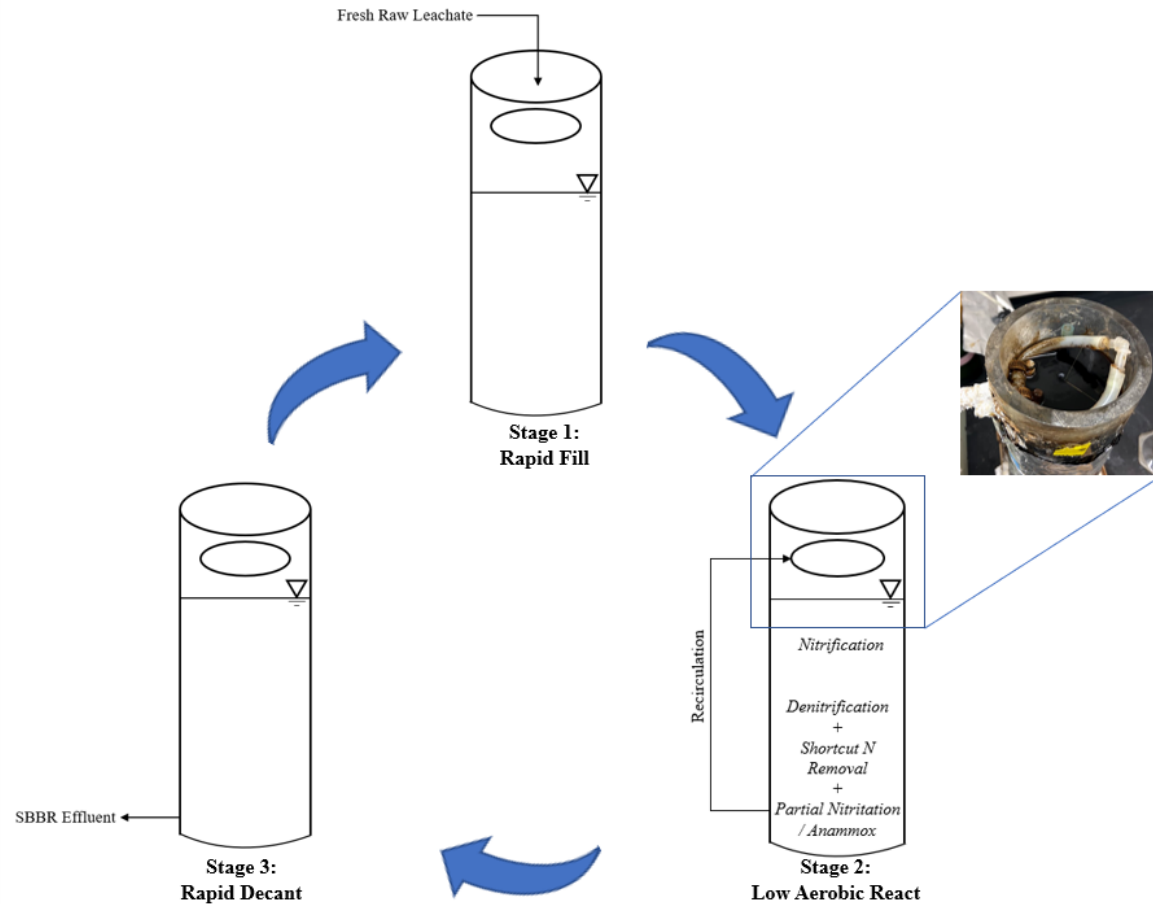 Fresh Raw Leachate
Stage 1:
Rapid Fill
Recirculation
Nitrification
Denitrification
+
Shortcut N
Removal
+
Partial Nitritation
/ Anammox
Stage 2:
Low Aerobic React
SBBR Effluent
Stage 3:
Rapid Decant